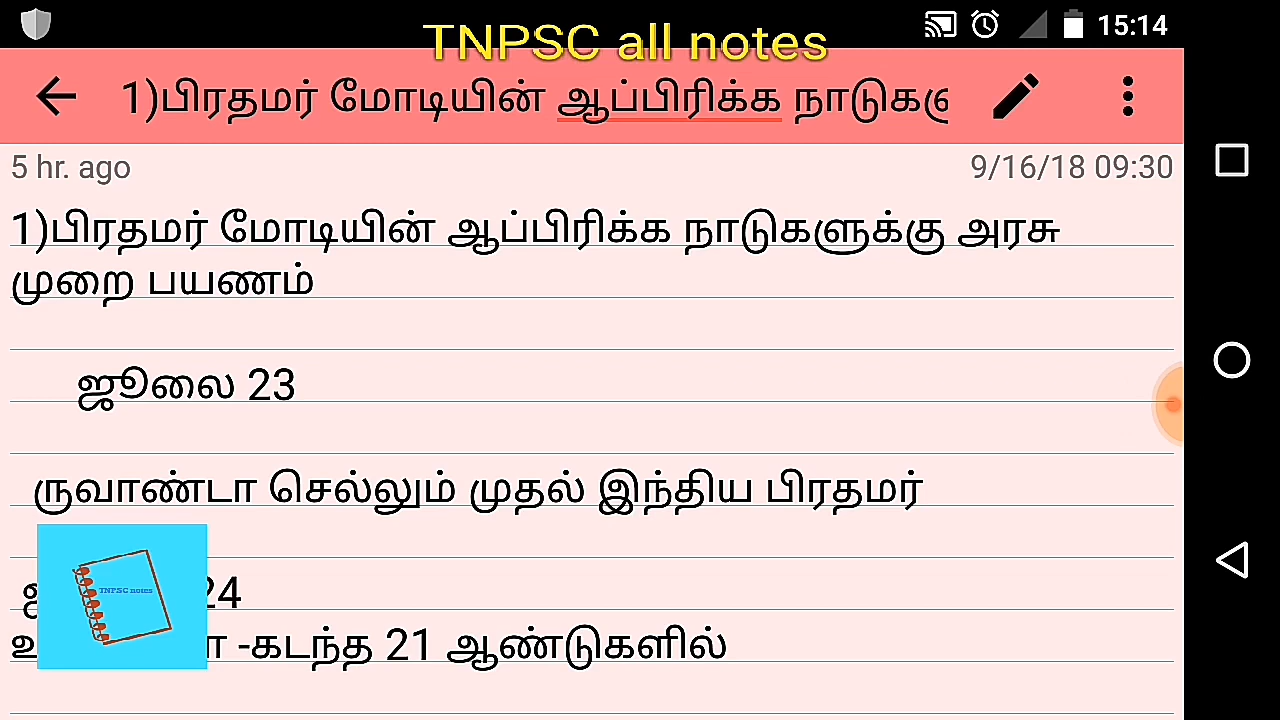 15:14
TNPSC all notes
1)பிரதமர் மோடியின் ஆப்பிரிக்க நாடுகளு
5 hr. ago 9/16/18 09:30
1)பிரதமர் மோடியின் ஆப்பிரிக்க நாடுகளுக்கு அரசு
முறை பயணம்
ஜூலை 23
ருவாண்டா செல்லும் முதல் இந்திய பிரதமர்
24
-கடந்த 21 ஆண்டுகளில்
TNPSC notes